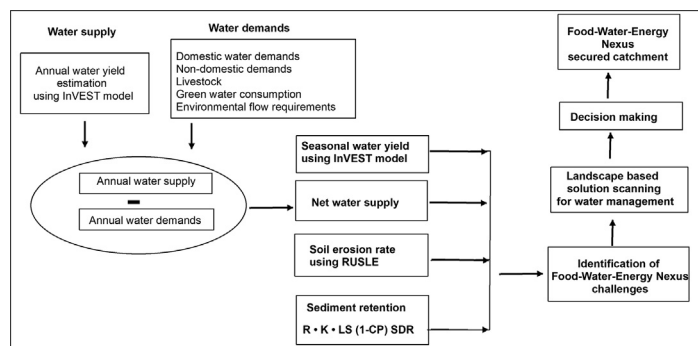 Water supply
Annual water yield
estimation
using InVEST model
Water demands
Domestic water demands
Non-domestic demands
Livestock
Green water consumption
Environmental flow requirements
Annual water supply
Annual water demands
Seasonal water yield
using InVEST model
Net water supply
Soil erosion rate
using RUSLE
Sediment retention
R • K • LS (1-CP) SDR
Food-Water-Energy
Nexus
secured catchment
Decision making
Landscape based
solution scanning
for water management
Identification of
Food-Water-Energy Nexus
challenges